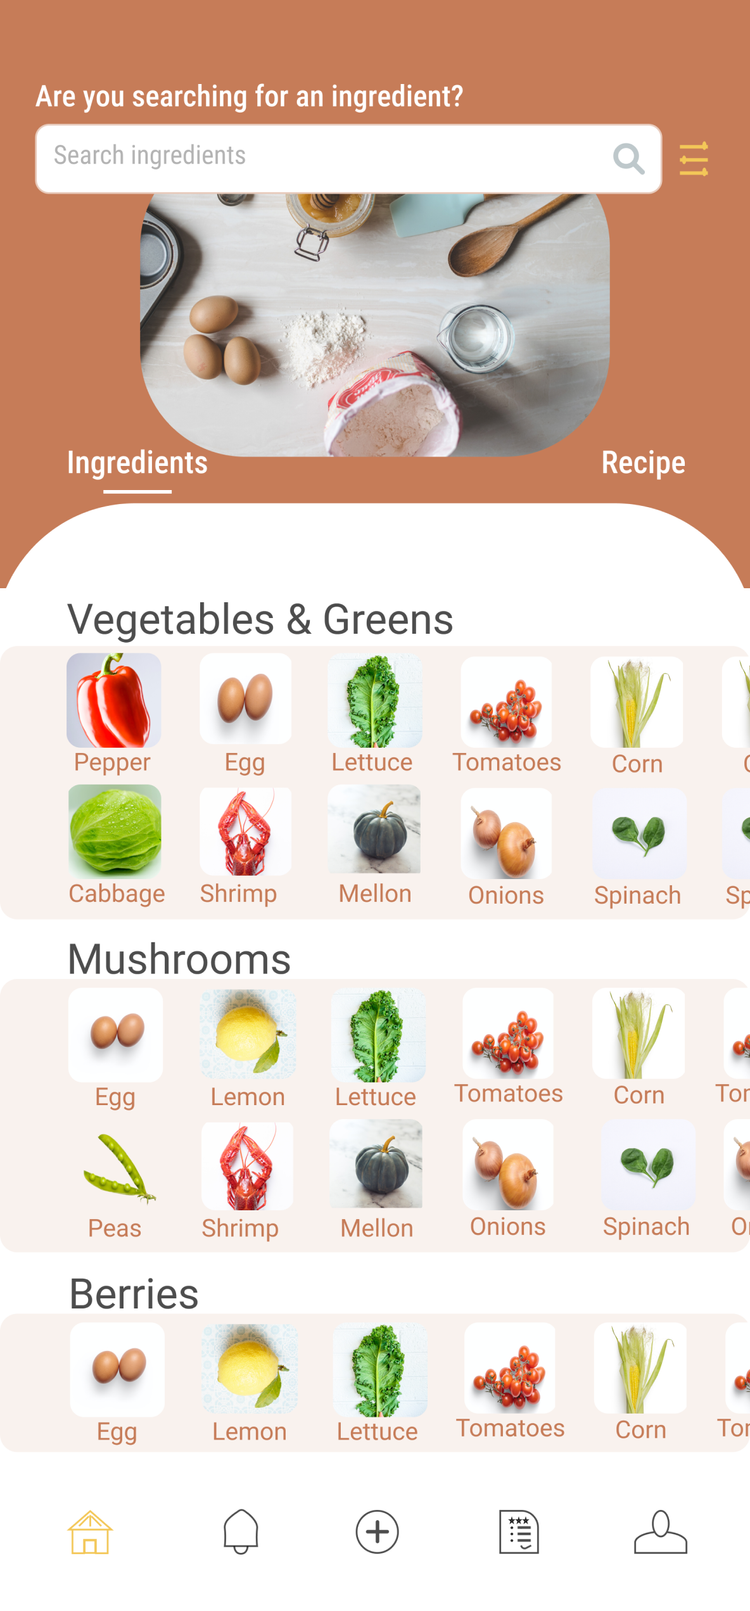 Are you searching for an ingredient?
Search ingredients
Ingredients Recipe
Vegetables & Greens
Pepper Egg Lettuce Tomatoes Corn
Cabbage Shrimp Mellon Onions Spinach Sp
Mushrooms
Egg Lemon Lettuce Tomatoes Corn Tor
Peas Shrimp Mellon Onions Spinach
Berries
Egg Lemon Lettuce Tomatoes Corn Tor